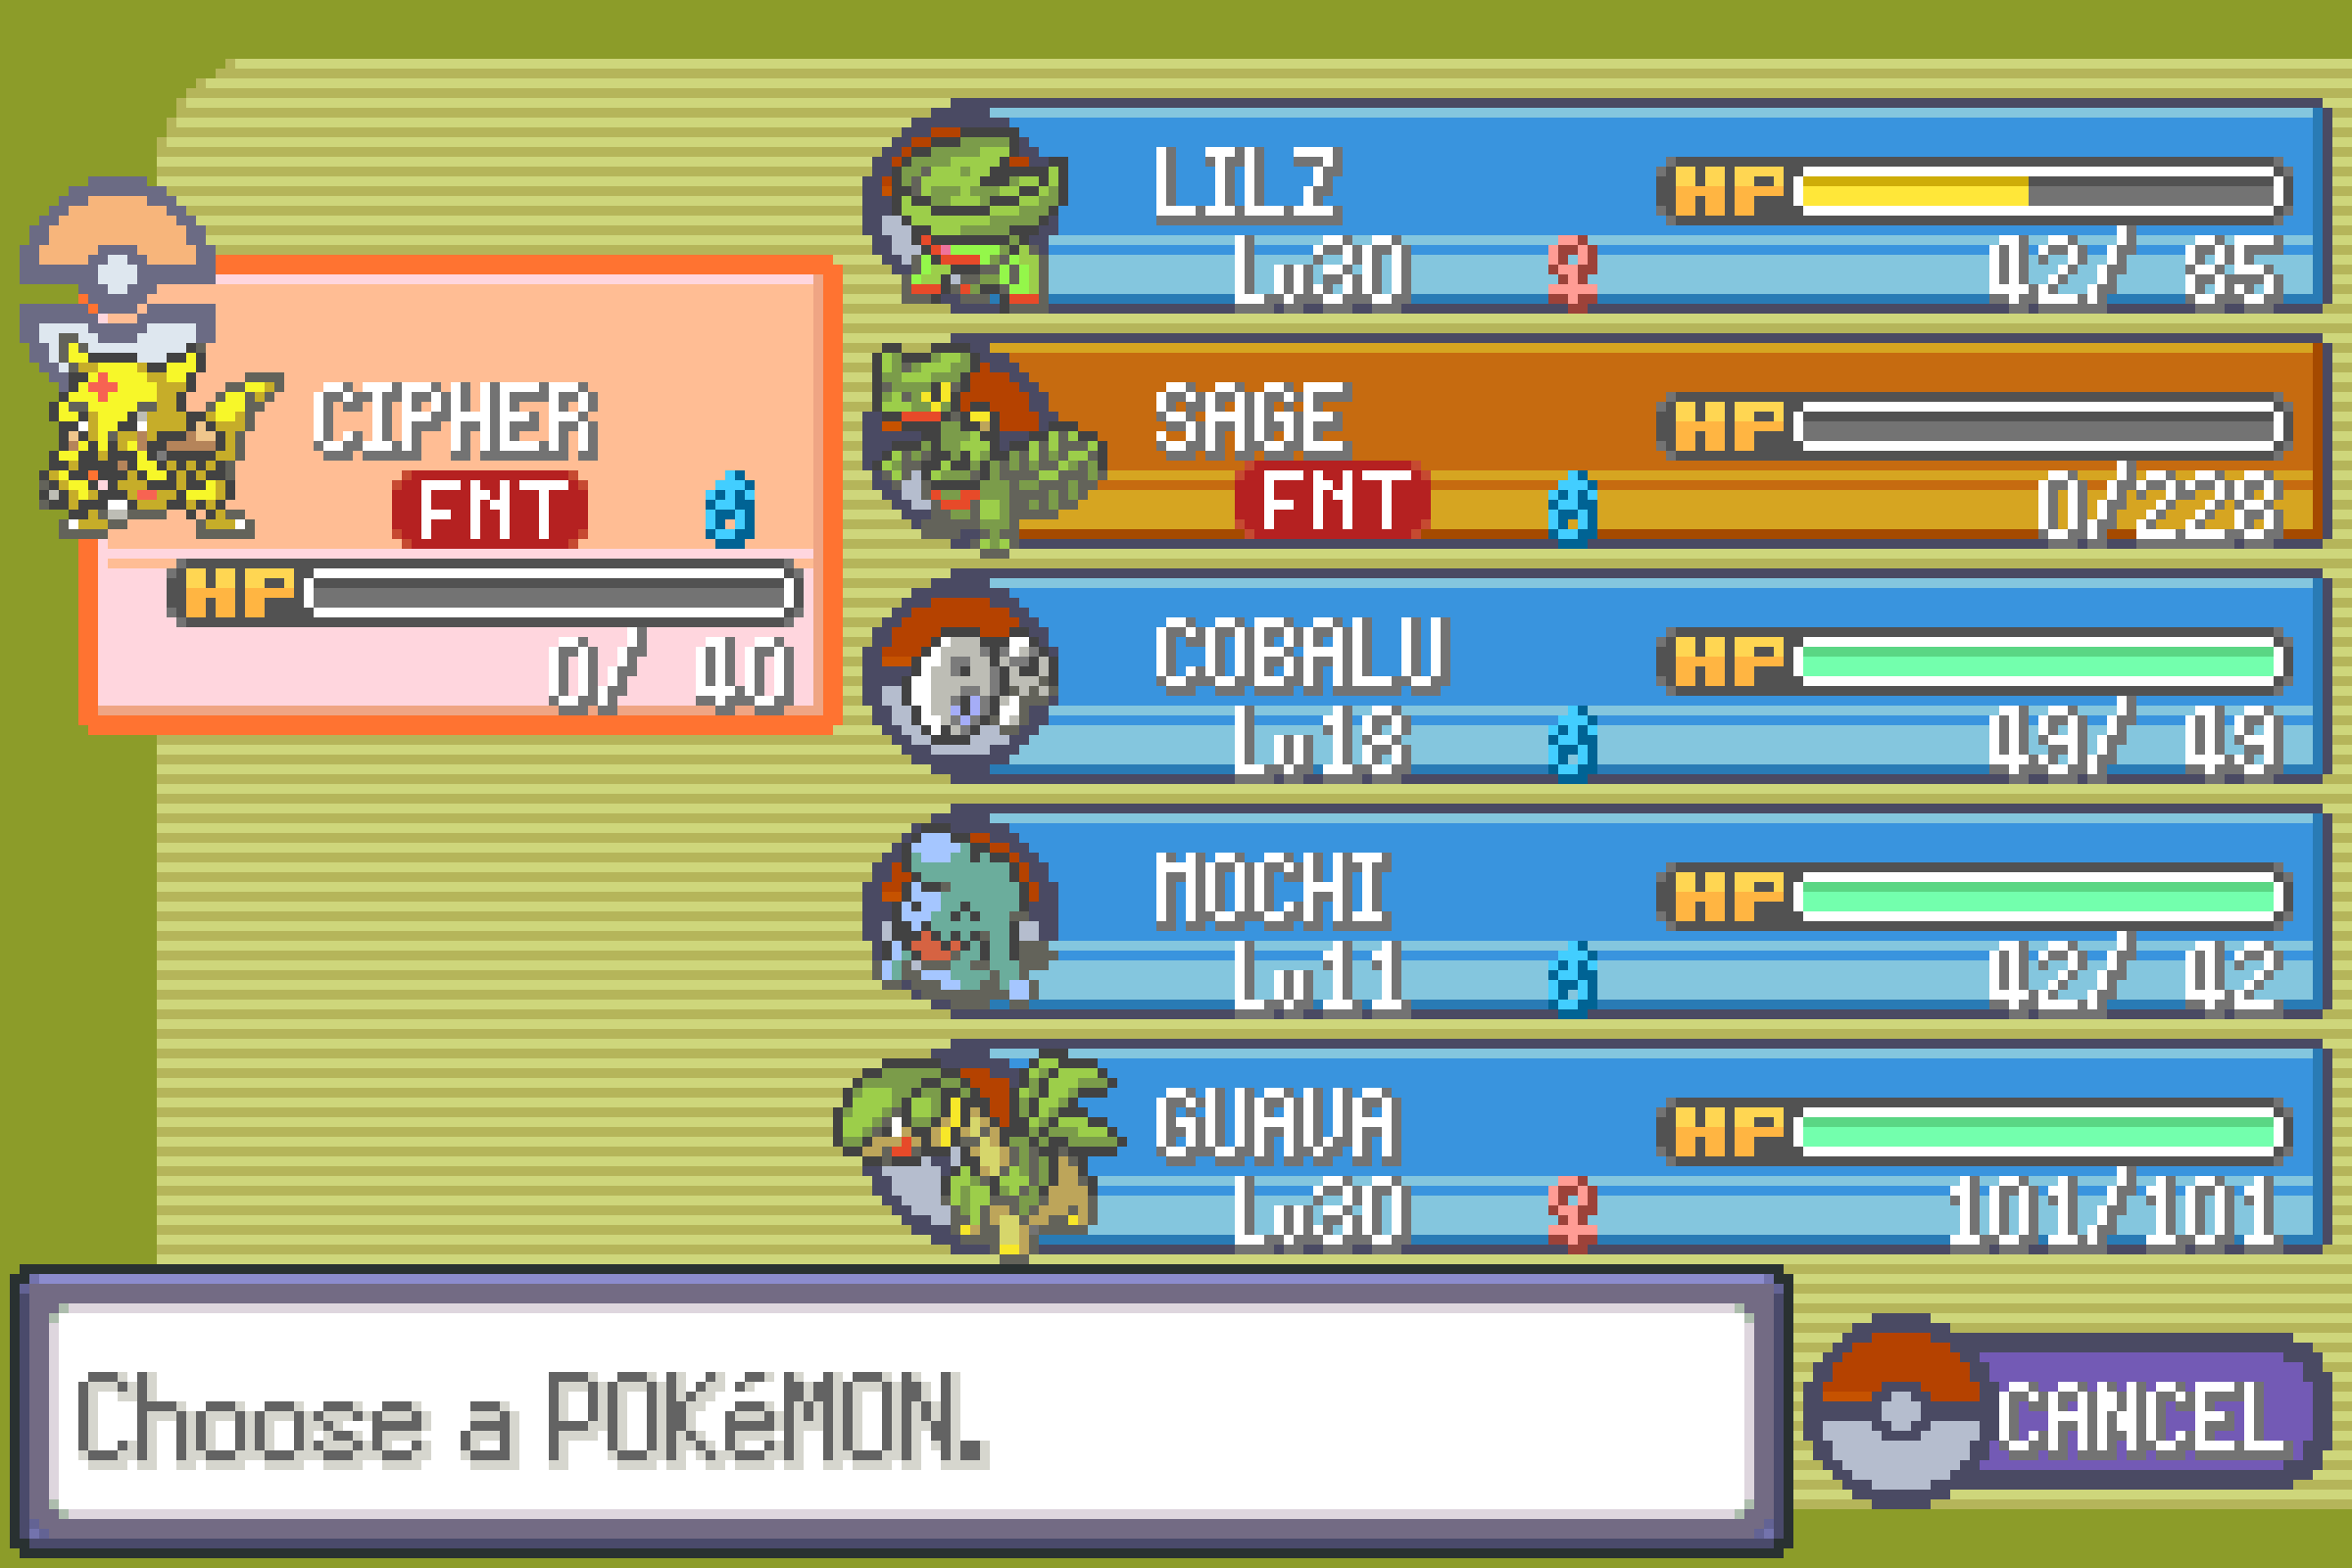 CIPHER
FNT ♂
HP
0/ 40
LILZ HP
Lv30 ♀ 42/ 85
SAGE HP
FNT ♂ 0/228
COBALU HP
Lv18 ♂ 49/ 49
MOCHI HP
Lv11 ♂ 42/ 42
GUAVA HP
Lv30 ♀ 101/101
Choose a POKéMON.
CANCEL